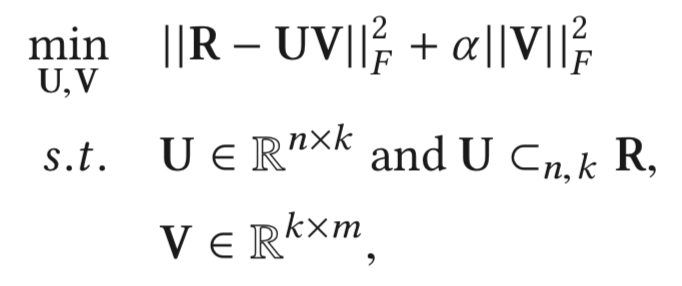 min U,V ||R − UV||²_F + α||V||²_F
s.t. U ∈ ℝ^{n×k} and U ⊂_{n,k} R,
V ∈ ℝ^{k×m},